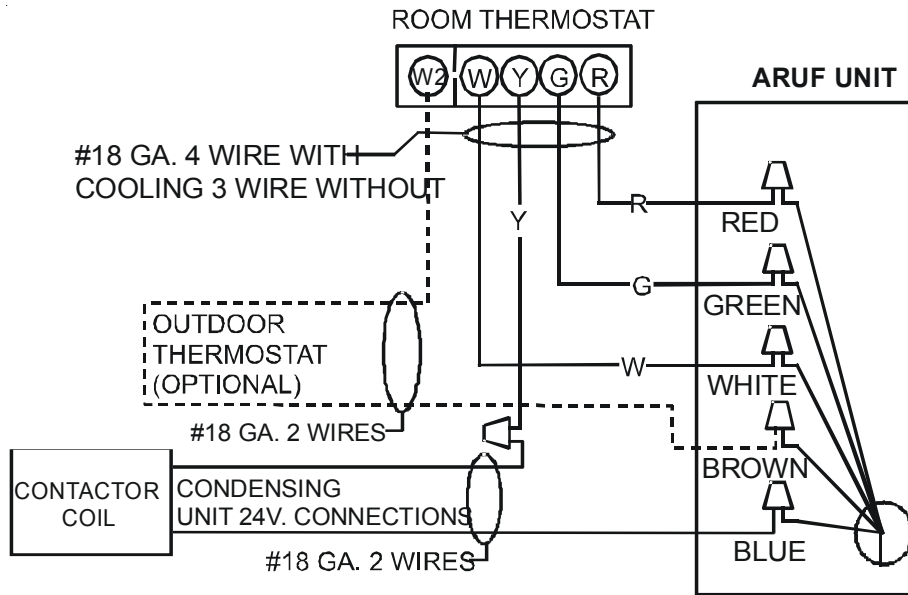 ROOM THERMOSTAT
W2 W Y G R
ARUF UNIT
#18 GA. 4 WIRE WITH
COOLING 3 WIRE WITHOUT
Y
R
RED
G
GREEN
OUTDOOR
THERMOSTAT
(OPTIONAL)
W
WHITE
#18 GA. 2 WIRES
BROWN
CONTACTOR
COIL
CONDENSING
UNIT 24V. CONNECTIONS
BLUE
#18 GA. 2 WIRES